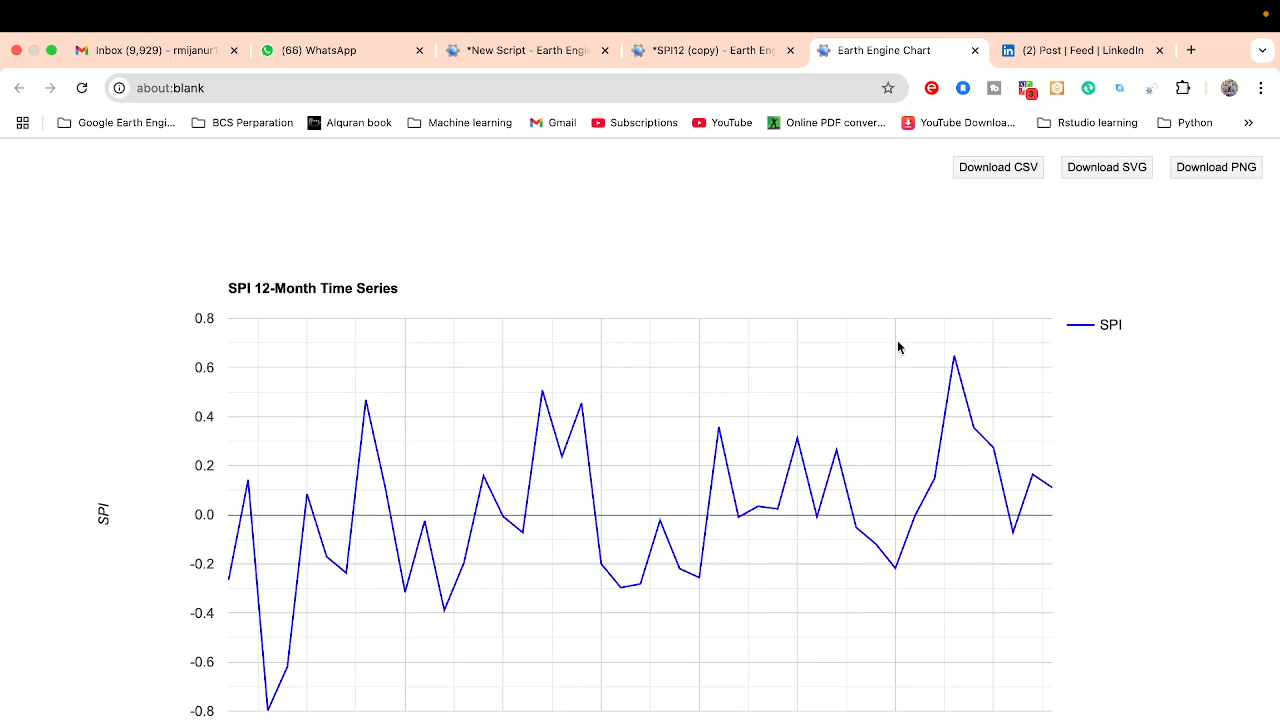 Inbox (9,929) - rmijanur1
(66) WhatsApp
*New Script - Earth Engi
*SPI12 (copy) - Earth En
Earth Engine Chart
(2) Post | Feed | LinkedIn
about:blank
3
Google Earth Engi...
BCS Perparation
Alquran book
Machine learning
Gmail
Subscriptions
YouTube
Online PDF conver...
YouTube Downloa...
Rstudio learning
Python
Download CSV
Download SVG
Download PNG
SPI 12-Month Time Series
0.8
SPI
0.6
0.4
0.2
0.0
SPI
-0.2
-0.4
-0.6
-0.8